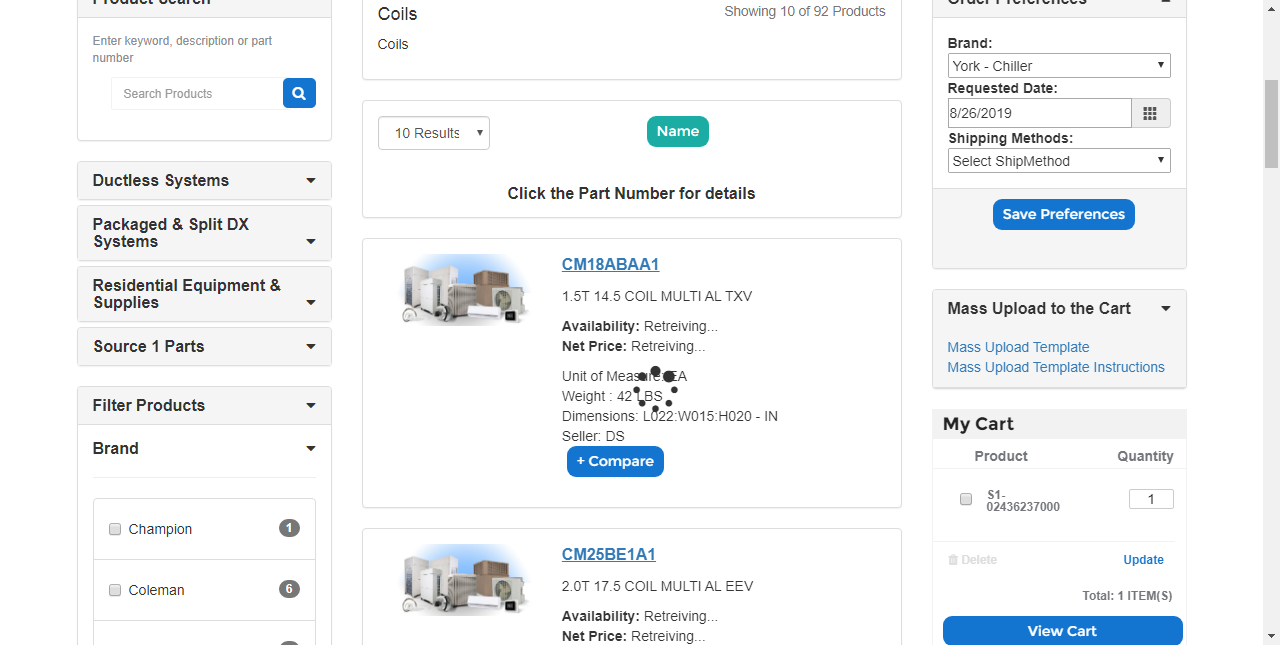 Product Search
Enter keyword, description or part
number
Search Products
Ductless Systems
Packaged & Split DX
Systems
Residential Equipment &
Supplies
Source 1 Parts
Filter Products
Brand
Champion 1
Coleman 6
Coils
Showing 10 of 92 Products
Coils
10 Results
Name
Click the Part Number for details
CM18ABAA1
1.5T 14.5 COIL MULTI AL TXV
Availability: Retreiving...
Net Price: Retreiving...
Unit of Measure: EA
Weight : 42 LBS
Dimensions: L022:W015:H020 - IN
Seller: DS
+ Compare
CM25BE1A1
2.0T 17.5 COIL MULTI AL EEV
Availability: Retreiving...
Net Price: Retreiving...
Order Preferences
Brand:
York - Chiller
Requested Date:
8/26/2019
Shipping Methods:
Select ShipMethod
Save Preferences
Mass Upload to the Cart
Mass Upload Template
Mass Upload Template Instructions
My Cart
Product Quantity
S1-
02436237000
1
Delete Update
Total: 1 ITEM(S)
View Cart